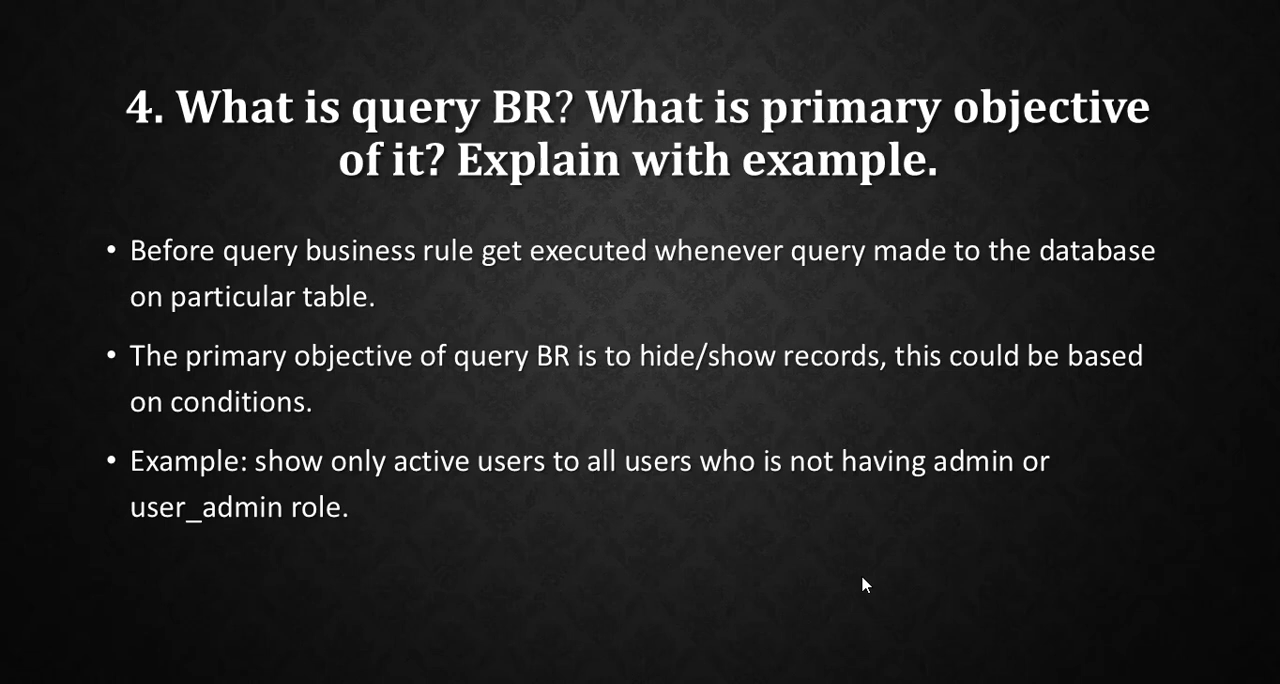 4. What is query BR? What is primary objective
of it? Explain with example.
• Before query business rule get executed whenever query made to the database
on particular table.
• The primary objective of query BR is to hide/show records, this could be based
on conditions.
• Example: show only active users to all users who is not having admin or
user_admin role.